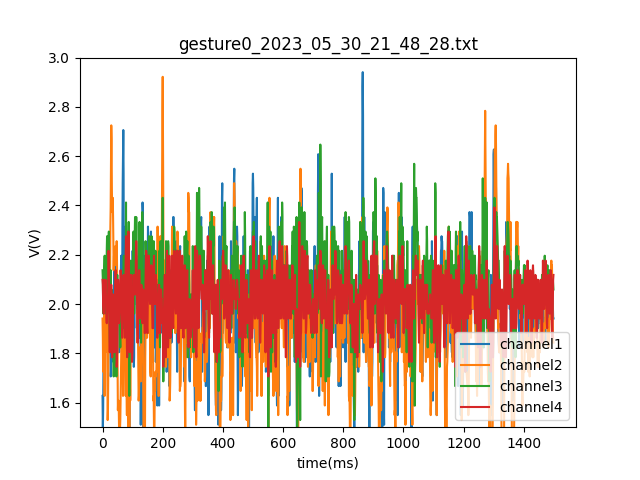 gesture0_2023_05_30_21_48_28.txt
3.0
2.8
2.6
2.4
2.2
2.0
1.8
1.6
V(V)
channel1
channel2
channel3
channel4
0 200 400 600 800 1000 1200 1400
time(ms)